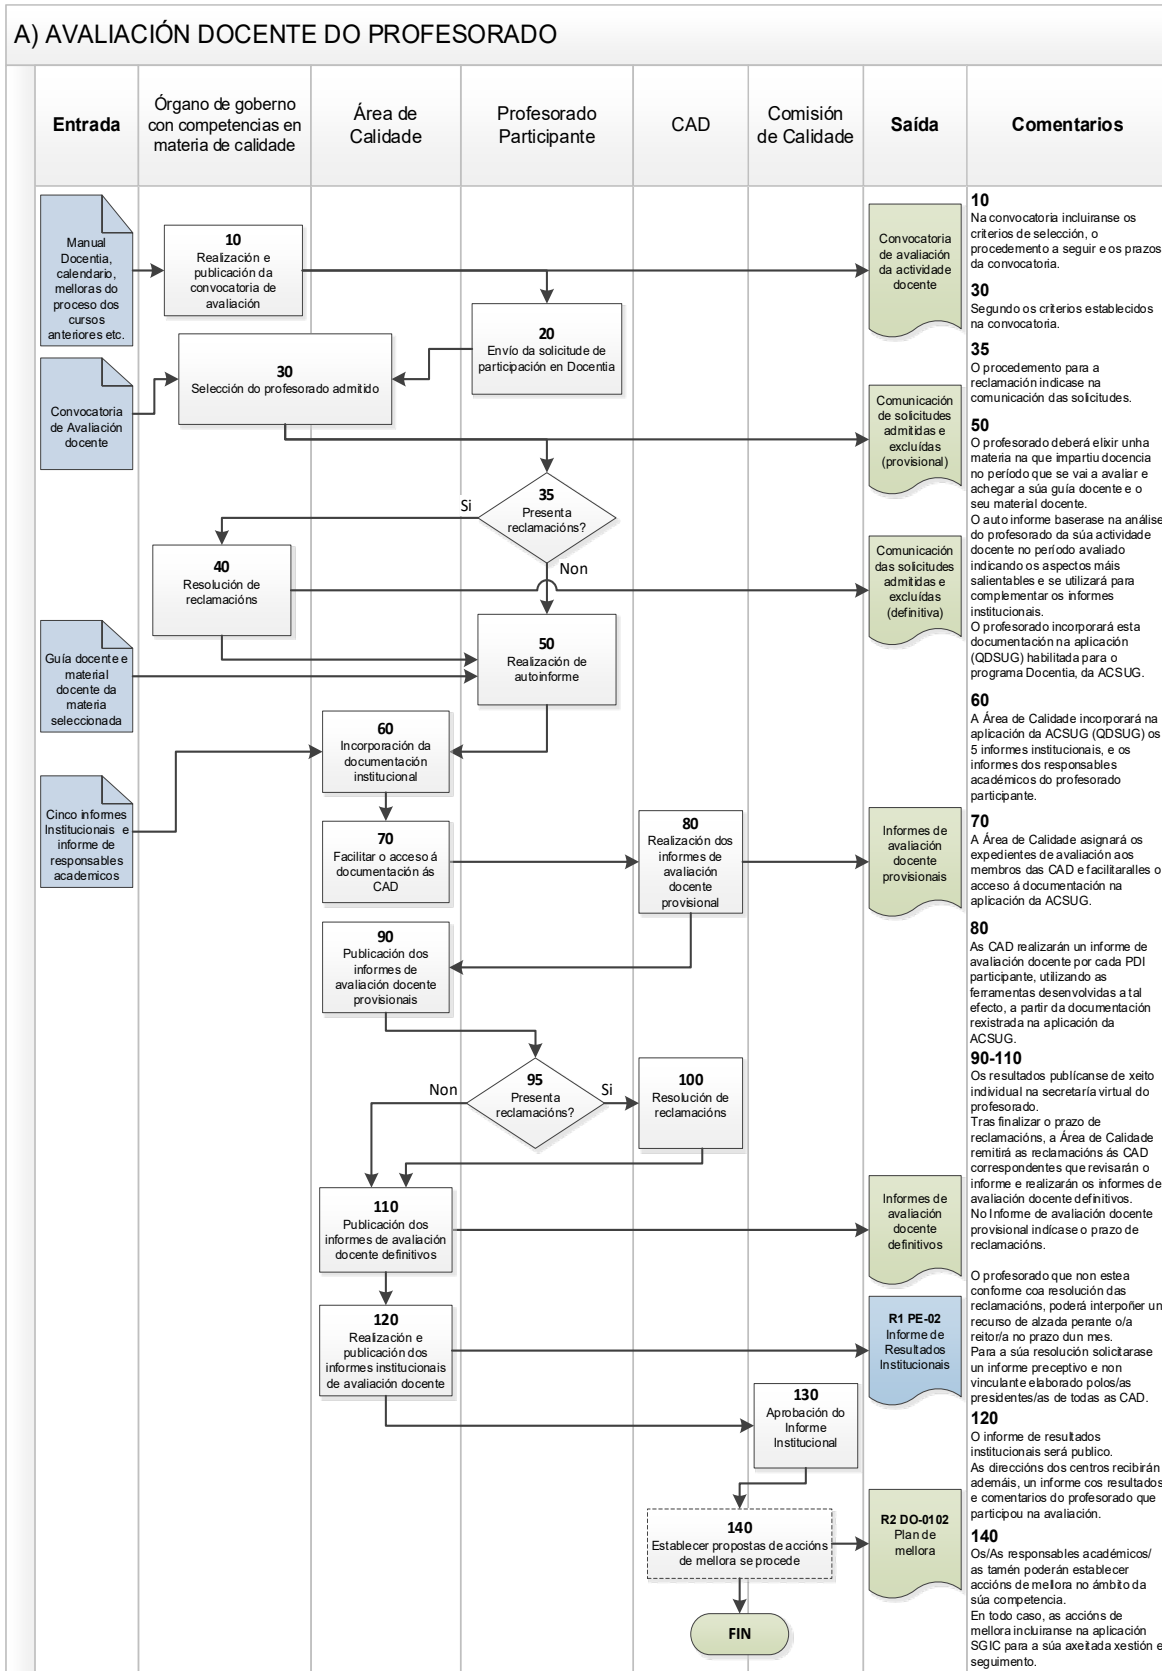 A) AVALIACIÓN DOCENTE DO PROFESORADO
Entrada
Órgano de goberno
con competencias en
materia de calidade
Área de
Calidade
Profesorado
Participante
CAD
Comisión
de Calidade
Saída
Comentarios
Manual
Docentia,
calendario,
melloras do
proceso dos
cursos
anteriores etc.
10
Realización e
publicación da
convocatoria de
avaliación
Convocatoria
de avaliación
da actividade
docente
20
Envío da solicitude de
participación en Docentia
30
Selección do profesorado admitido
Convocatoria
de Avaliación
docente
Comunicación
de solicitudes
admitidas e
excluídas
(provisional)
35
Presenta
reclamacións?
Si
Non
40
Resolución de
reclamacións
Comunicación
das solicitudes
admitidas e
excluídas
(definitiva)
Guía docente e
material
docente da
materia
seleccionada
50
Realización de
autoinforme
60
Incorporación da
documentación
institucional
Cinco informes
Institucionais e
informe de
responsables
academicos
70
Facilitar o acceso á
documentación ás
CAD
80
Realización dos
informes de
avaliación
docente
provisional
Informes de
avaliación
docente
provisionais
90
Publicación dos
informes de
avaliación docente
provisionais
95
Presenta
reclamacións?
Non
Si
100
Resolución de
reclamacións
110
Publicación dos
informes de avaliación
docente definitivos
Informes de
avaliación
docente
definitivos
120
Realización e
publicación dos
informes institucionais
de avaliación docente
R1 PE-02
Informe de
Resultados
Institucionais
130
Aprobación do
Informe
Institucional
140
Establecer propostas de accións
de mellora se procede
R2 DO-0102
Plan de
mellora
FIN
10
Na convocatoria incluiranse os
criterios de selección, o
procedemento a seguir e os prazos
da convocatoria.
30
Segundo os criterios establecidos
na convocatoria.
35
O procedemento para a
reclamación indicase na
comunicación das solicitudes.
50
O profesorado deberá elixir unha
materia na que impartiu docencia
no período que se vai a avaliar e
achegar a súa guía docente e o
seu material docente.
O auto informe baserase na análise
do profesorado da súa actividade
docente no período avaliado
indicando os aspectos máis
salientables e se utilizará para
complementar os informes
institucionais.
O profesorado incorporará esta
documentación na aplicación
(QDSUG) habilitada para o
programa Docentia, da ACSUG.
60
A Área de Calidade incorporará na
aplicación da ACSUG (QDSUG) os
5 informes institucionais, e os
informes dos responsables
académicos do profesorado
participante.
70
A Área de Calidade asignará os
expedientes de avaliación aos
membros das CAD e facilitaralles o
acceso á documentación na
aplicación da ACSUG.
80
As CAD realizarán un informe de
avaliación docente por cada PDI
participante, utilizando as
ferramentas desenvolvidas a tal
efecto, a partir da documentación
rexistrada na aplicación da
ACSUG.
90-110
Os resultados publícanse de xeito
individual na secretaría virtual do
profesorado.
Tras finalizar o prazo de
reclamacións, a Área de Calidade
remitirá as reclamacións ás CAD
correspondentes que revisarán o
informe e realizarán os informes de
avaliación docente definitivos.
No Informe de avaliación docente
provisional indícase o prazo de
reclamacións.
O profesorado que non estea
conforme coa resolución das
reclamacións, poderá interpoñer un
recurso de alzada perante o/a
reitor/a no prazo dun mes.
Para a súa resolución solicitarase
un informe preceptivo e non
vinculante elaborado polos/as
presidentes/as de todas as CAD.
120
O informe de resultados
institucionais será publico.
As direccións dos centros recibirán
ademáis, un informe cos resultados
e comentarios do profesorado que
participou na avaliación.
140
Os/As responsables académicos/
as tamén poderán establecer
accións de mellora no ámbito da
súa competencia.
En todo caso, as accións de
mellora incluiranse na aplicación
SGIC para a súa axeitada xestión e
seguimento.